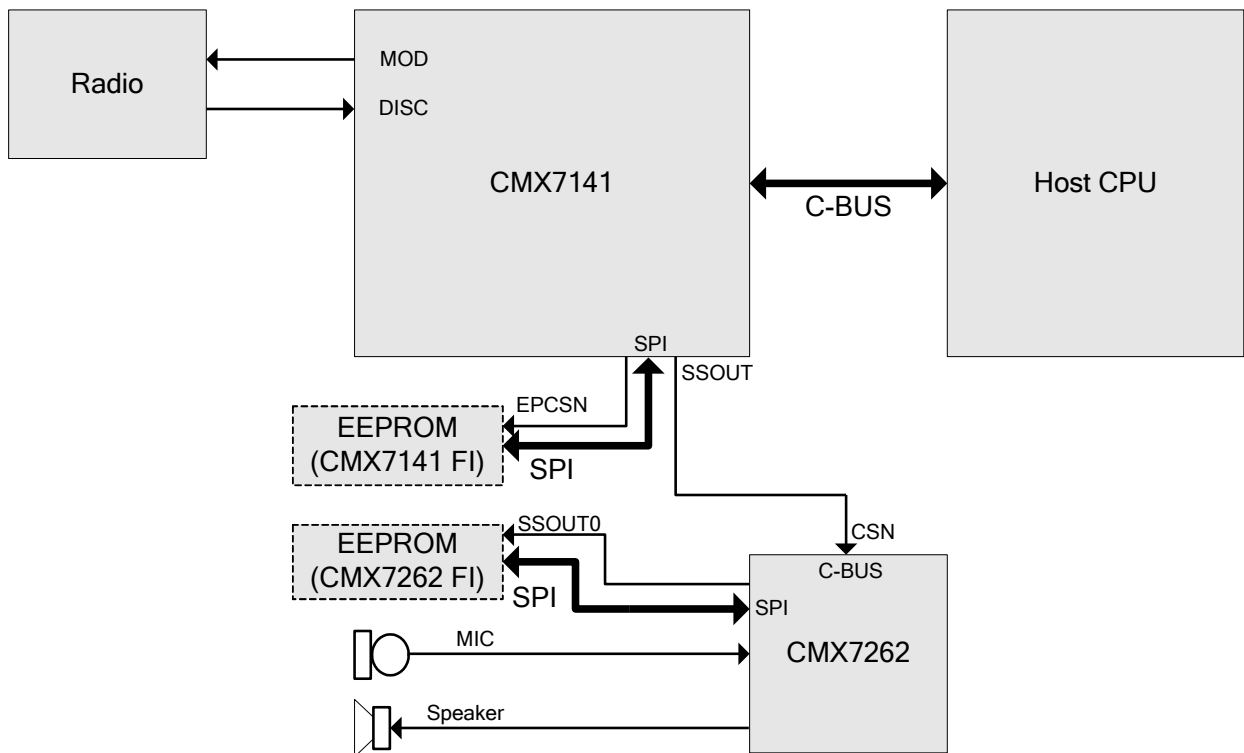 Radio
MOD
DISC
CMX7141
C-BUS
Host CPU
SPI
SSOUT
EPCSN
EEPROM
(CMX7141 FI)
SPI
SSOUT0
EEPROM
(CMX7262 FI)
SPI
CSN
C-BUS
SPI
CMX7262
MIC
Speaker